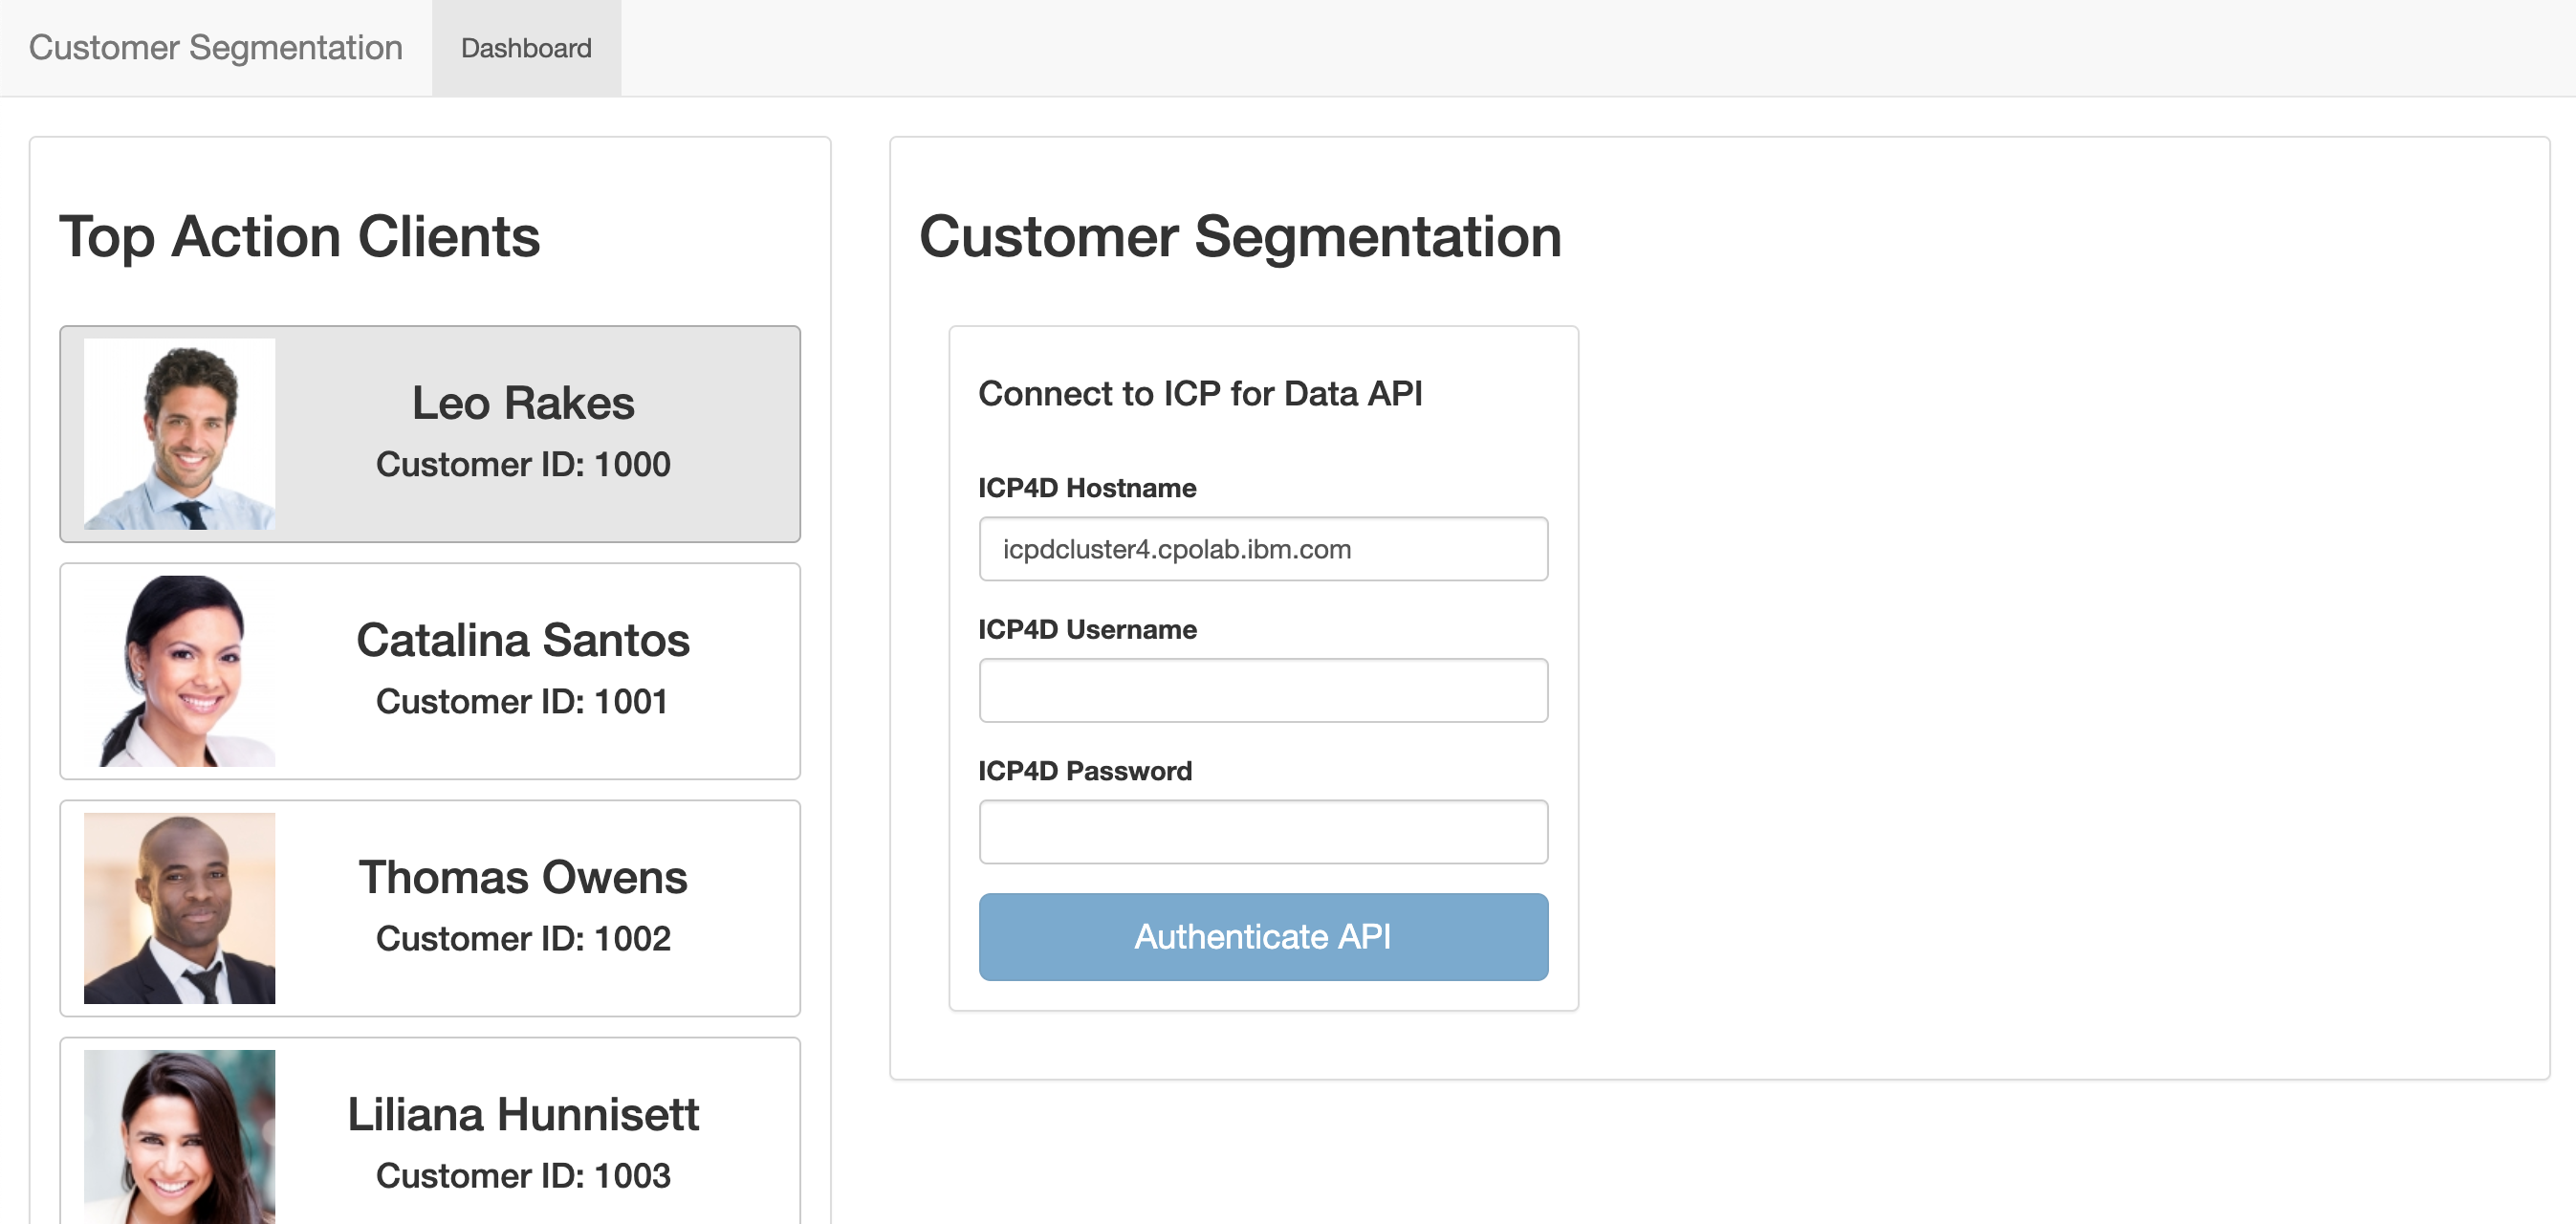 Customer Segmentation
Dashboard
Top Action Clients
Leo Rakes
Customer ID: 1000
Catalina Santos
Customer ID: 1001
Thomas Owens
Customer ID: 1002
Liliana Hunnisett
Customer ID: 1003
Customer Segmentation
Connect to ICP for Data API
ICP4D Hostname
icpdcluster4.cpolab.ibm.com
ICP4D Username
ICP4D Password
Authenticate API